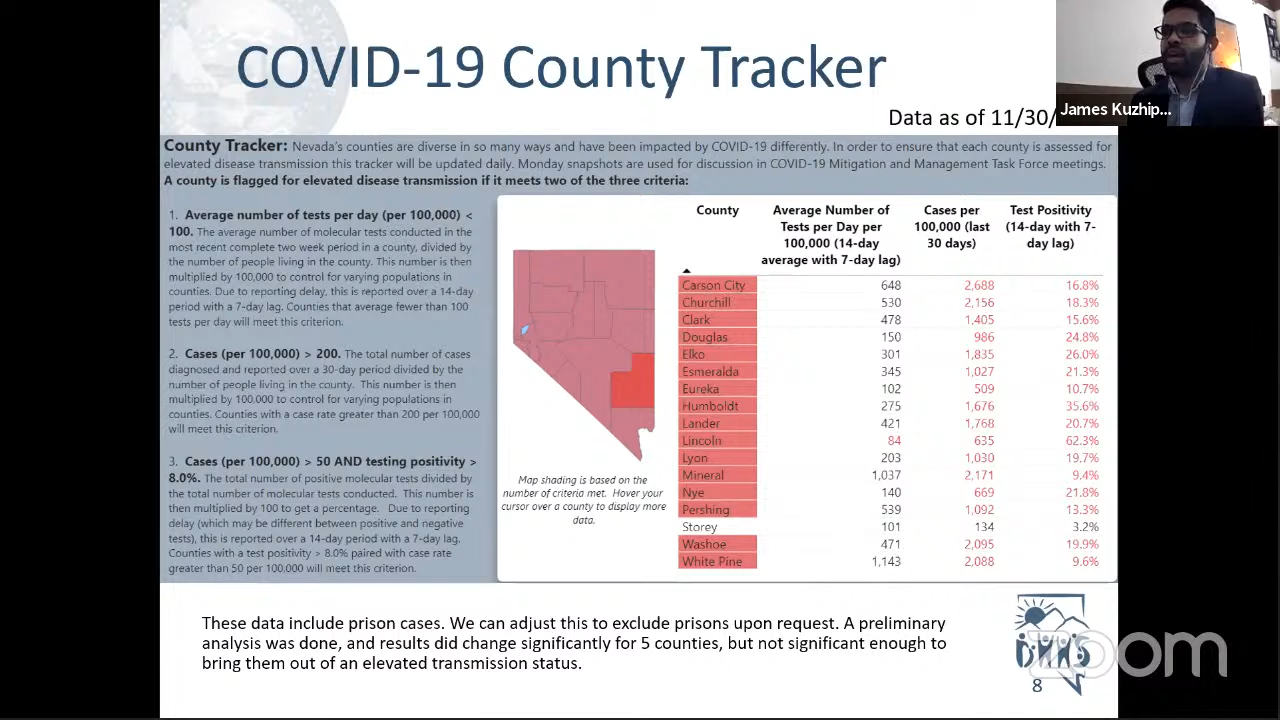 COVID-19 County Tracker
Data as of 11/30/
James Kuzhip...
County Tracker: Nevada's counties are diverse in so many ways and have been impacted by COVID-19 differently. In order to ensure that each county is assessed for
elevated disease transmission this tracker will be updated daily. Monday snapshots are used for discussion in COVID-19 Mitigation and Management Task Force meetings.
A county is flagged for elevated disease transmission if it meets two of the three criteria:
1. Average number of tests per day (per 100,000) <
100. The average number of molecular tests conducted in the
most recent complete two week period in a county, divided by
the number of people living in the county. This number is then
multiplied by 100,000 to control for varying populations in
counties. Due to reporting delay, this is reported over a 14-day
period with a 7-day lag. Counties that average fewer than 100
tests per day will meet this criterion.
2. Cases (per 100,000) > 200. The total number of cases
diagnosed and reported over a 30-day period divided by the
number of people living in the county. This number is then
multiplied by 100,000 to control for varying populations in
counties. Counties with a case rate greater than 200 per 100,000
will meet this criterion.
3. Cases (per 100,000) > 50 AND testing positivity >
8.0%. The total number of positive molecular tests divided by
the total number of molecular tests conducted. This number is
then multiplied by 100 to get a percentage. Due to reporting
delay (which may be different between positive and negative
tests), this is reported over a 14-day period with a 7-day lag.
Counties with a test positivity > 8.0% paired with case rate
greater than 50 per 100,000 will meet this criterion.
Map shading is based on the
number of criteria met. Hover your
cursor over a county to display more
data.
County Average Number of Cases per Test Positivity
Tests per Day per 100,000 (last (14-day with 7-
100,000 (14-day 30 days) day lag)
average with 7-day lag)
Carson City 648 2,688 16.8%
Churchill 530 2,156 18.3%
Clark 478 1,405 15.6%
Douglas 150 986 24.8%
Elko 301 1,835 26.0%
Esmeralda 345 1,027 21.3%
Eureka 102 509 10.7%
Humboldt 275 1,676 35.6%
Lander 421 1,768 20.7%
Lincoln 84 635 62.3%
Lyon 203 1,030 19.7%
Mineral 1,037 2,171 9.4%
Nye 140 669 21.8%
Pershing 539 1,092 13.3%
Storey 101 134 3.2%
Washoe 471 2,095 19.9%
White Pine 1,143 2,088 9.6%
These data include prison cases. We can adjust this to exclude prisons upon request. A preliminary
analysis was done, and results did change significantly for 5 counties, but not significant enough to
bring them out of an elevated transmission status.
zoom
8